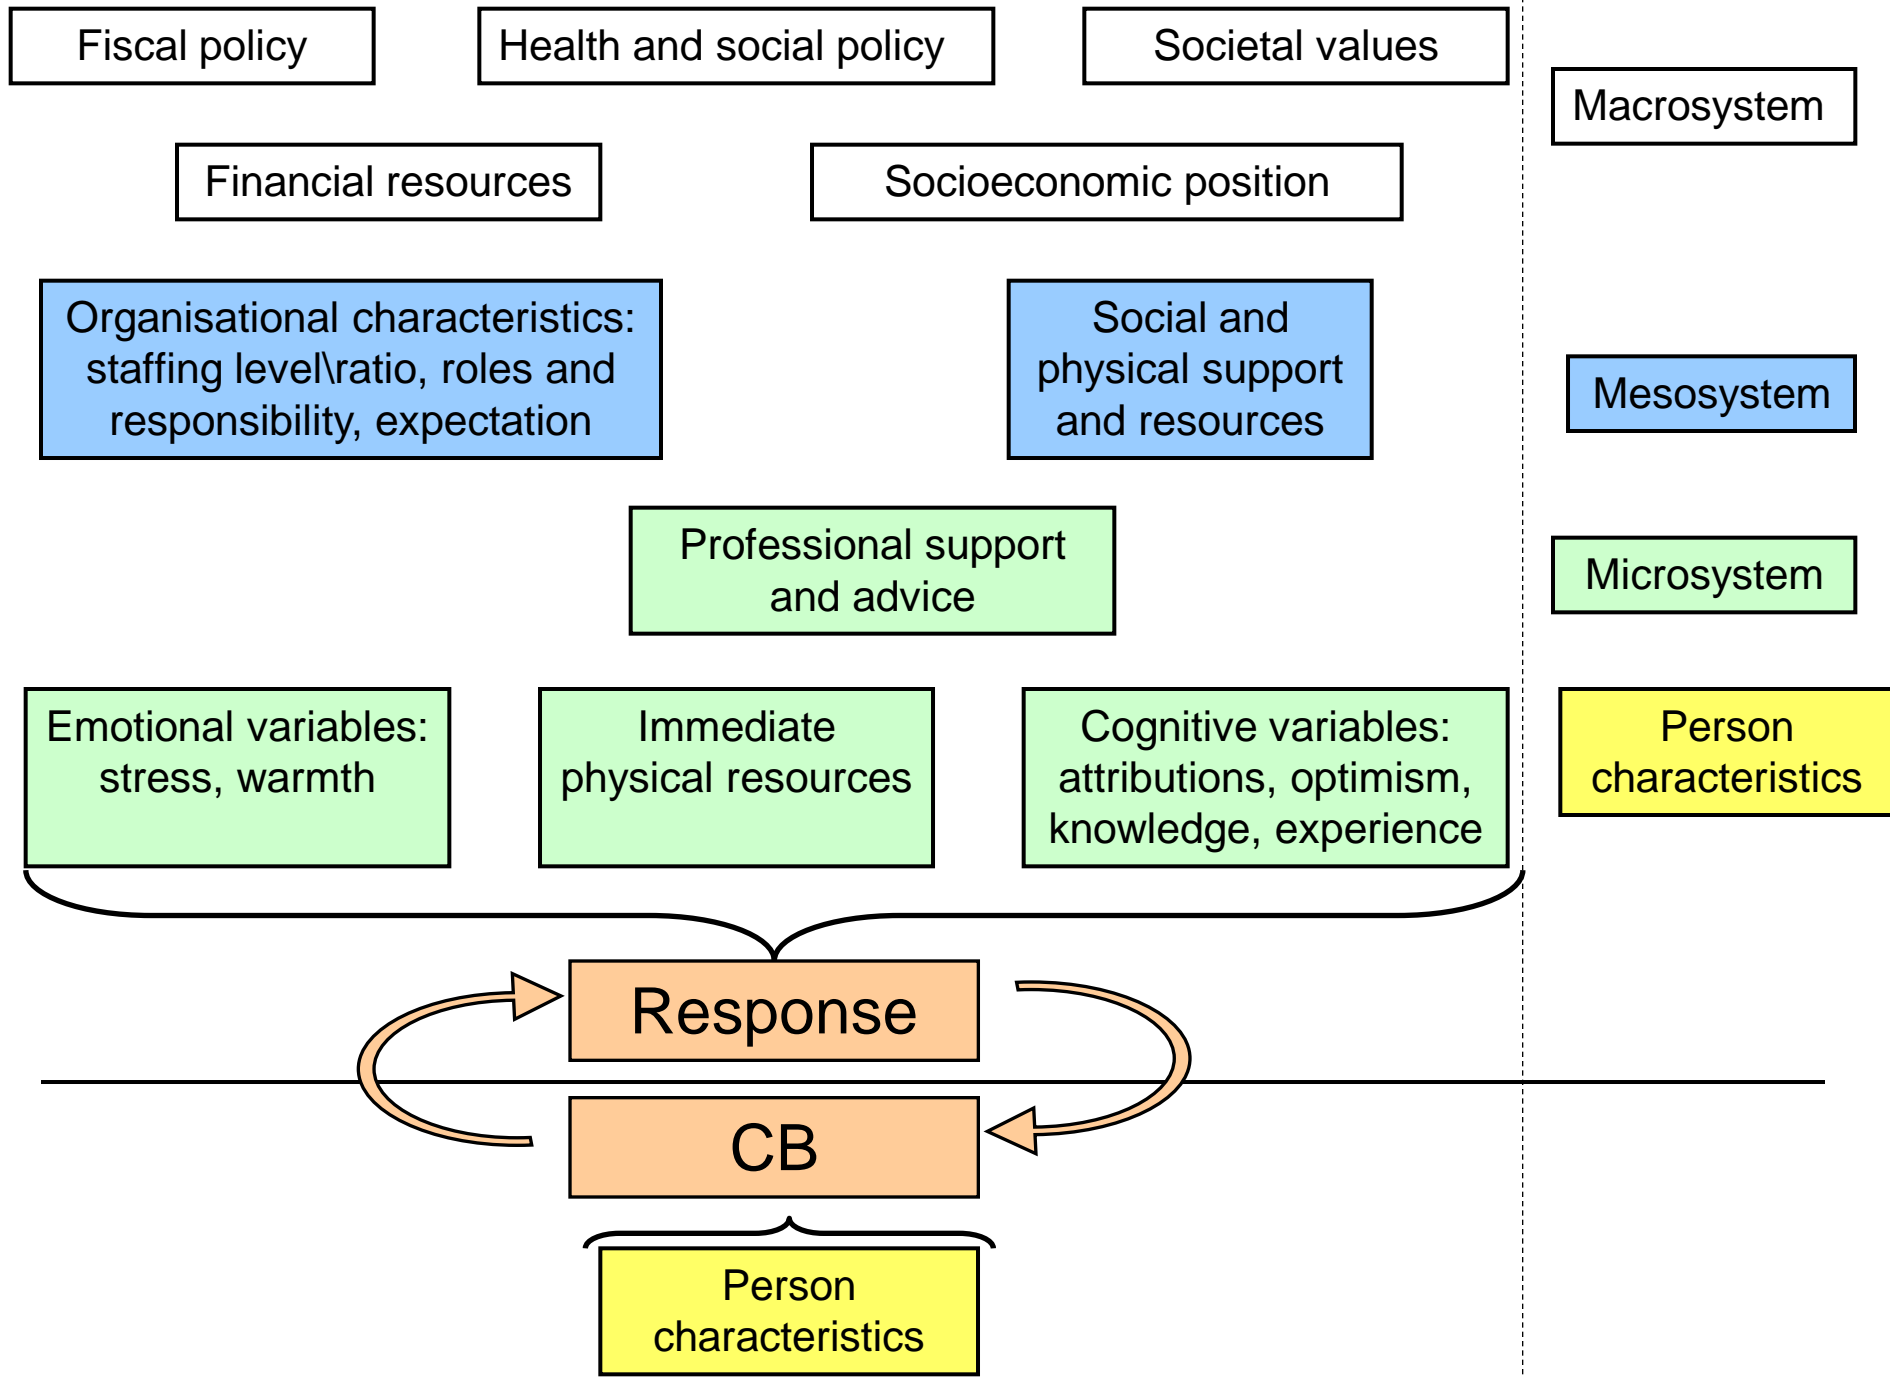 Fiscal policy
Health and social policy
Societal values
Macrosystem
Financial resources
Socioeconomic position
Organisational characteristics:
staffing level\ratio, roles and
responsibility, expectation
Social and
physical support
and resources
Mesosystem
Professional support
and advice
Microsystem
Emotional variables:
stress, warmth
Immediate
physical resources
Cognitive variables:
attributions, optimism,
knowledge, experience
Person
characteristics
Response
CB
Person
characteristics